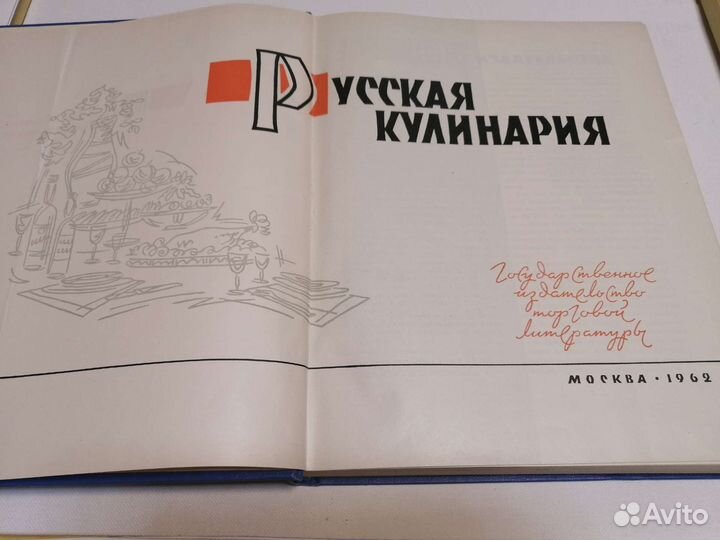 РУССКАЯ
КУЛИНАРИЯ
Государственное
издательство
торговой
литературы
МОСКВА · 1962
Avito